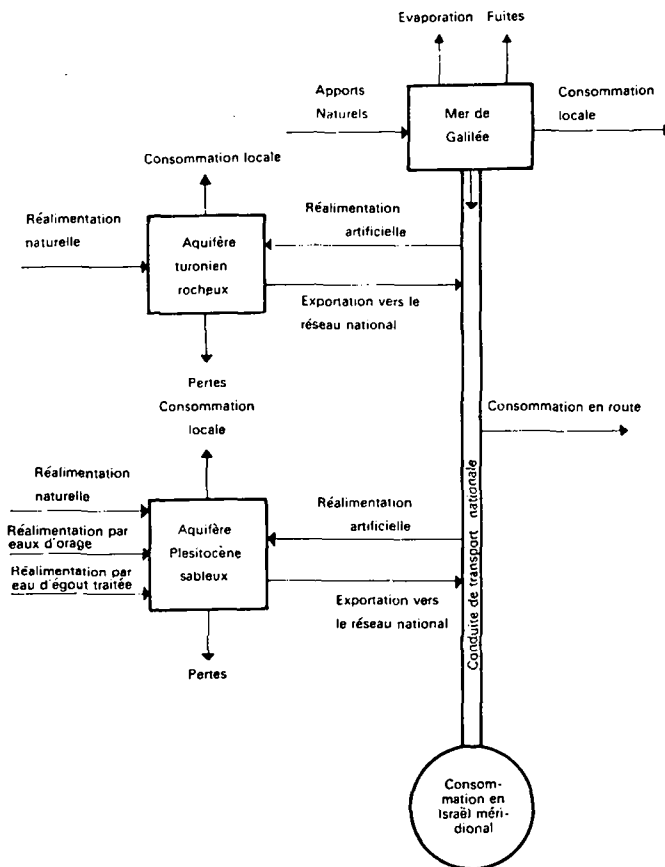 Evaporation
Fuites
Apports
Naturels
Mer de
Galilée
Consommation
locale
Consommation locale
Réalimentation
naturelle
Aquifère
turonien
rocheux
Réalimentation
artificielle
Exportation vers le
réseau national
Pertes
Consommation
locale
Consommation en route
Réalimentation
naturelle
Réalimentation par
eaux d'orage
Réalimentation par
eau d'égout traitée
Aquifère
Plesitocène
sableux
Réalimentation
artificielle
Exportation vers
le réseau national
Pertes
Conduite de transport nationale
Consom-
mation en
Israël méri-
dional